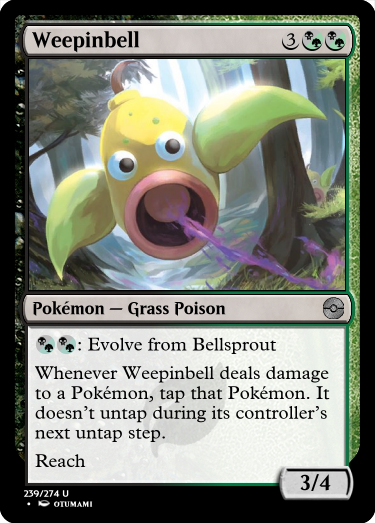 Weepinbell 3
Pokémon — Grass Poison
: Evolve from Bellsprout
Whenever Weepinbell deals damage
to a Pokémon, tap that Pokémon. It
doesn't untap during its controller's
next untap step.
Reach
3/4
239/274 U
• OTUMAMI